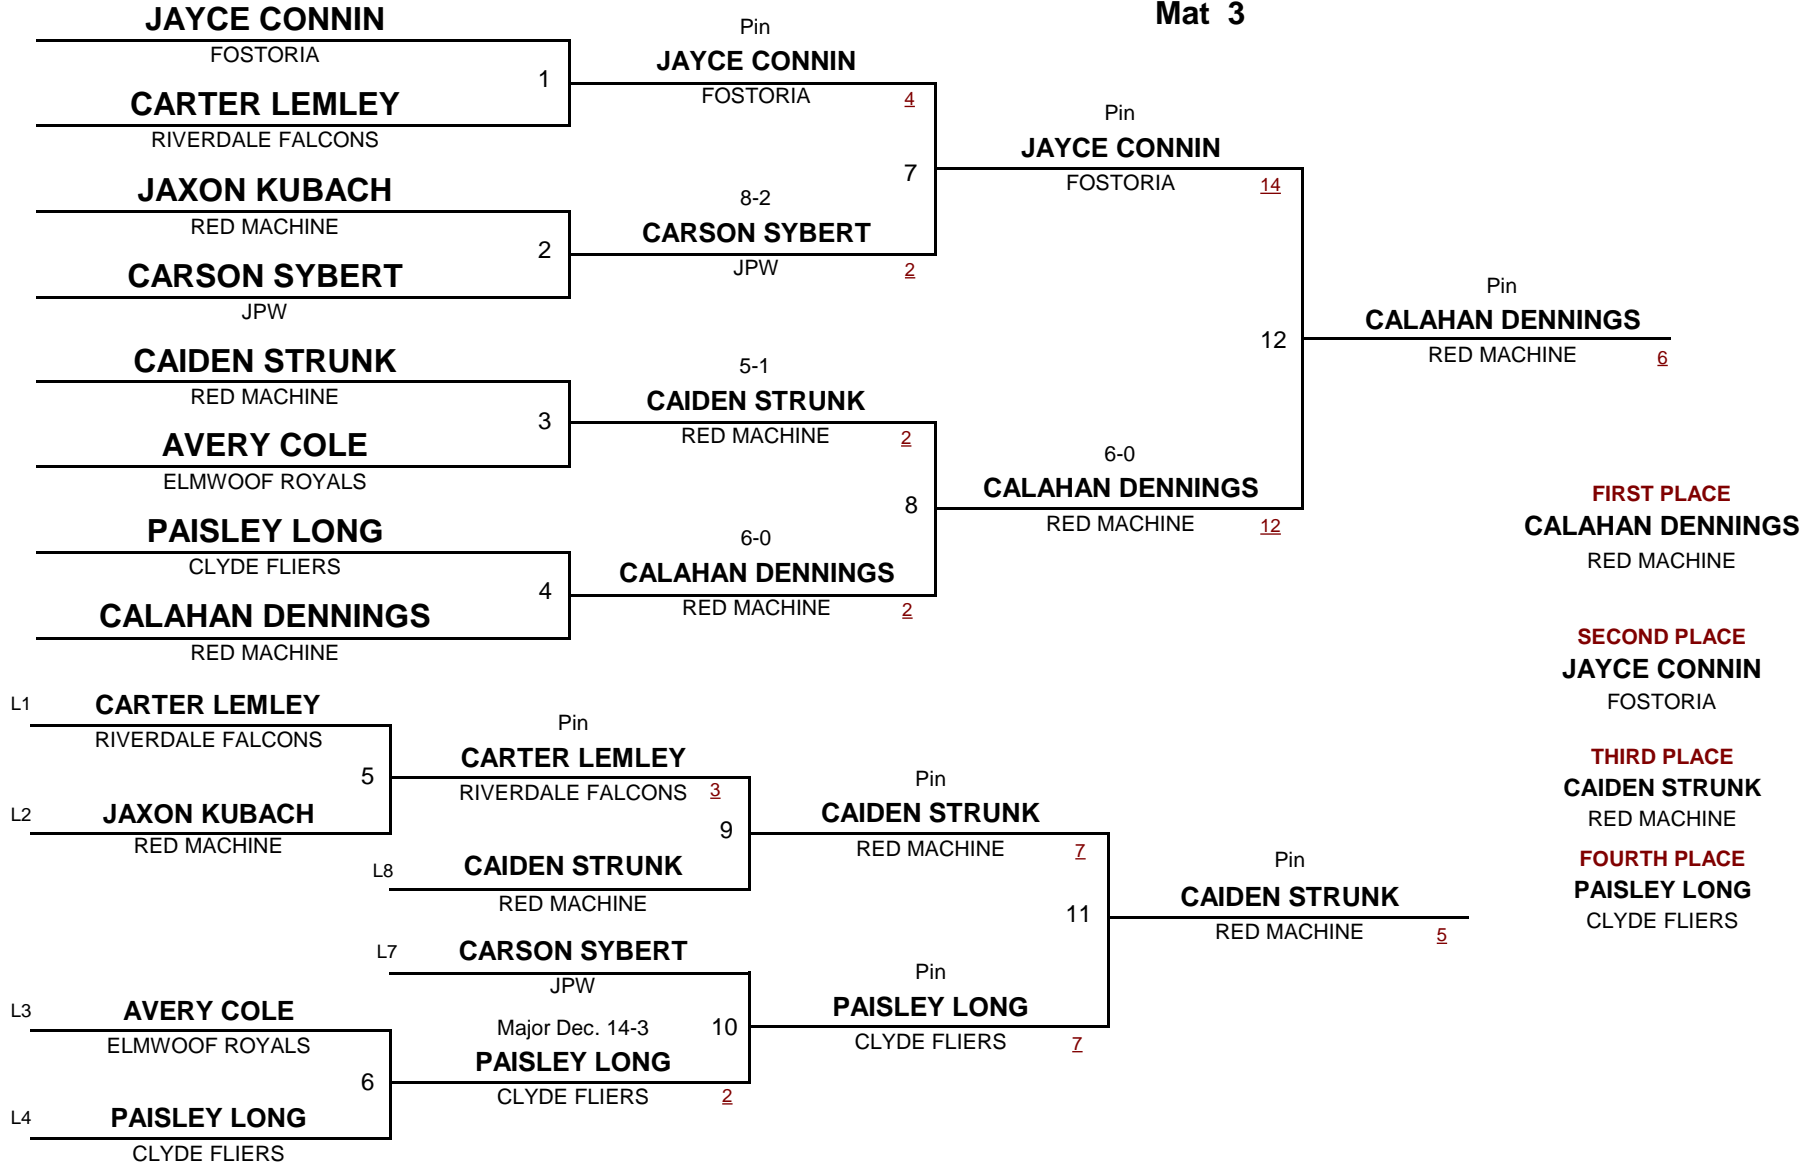 Mat 3
JAYCE CONNIN
FOSTORIA
1
CARTER LEMLEY
RIVERDALE FALCONS
JAXON KUBACH
RED MACHINE
2
CARSON SYBERT
JPW
CAIDEN STRUNK
RED MACHINE
3
AVERY COLE
ELMWOOF ROYALS
PAISLEY LONG
CLYDE FLIERS
4
CALAHAN DENNINGS
RED MACHINE
Pin
JAYCE CONNIN
FOSTORIA 4
7
8-2
CARSON SYBERT
JPW 2
5-1
CAIDEN STRUNK
RED MACHINE 2
8
6-0
CALAHAN DENNINGS
RED MACHINE 2
Pin
JAYCE CONNIN
FOSTORIA 14
12
6-0
CALAHAN DENNINGS
RED MACHINE 12
Pin
CALAHAN DENNINGS
RED MACHINE 6
L1 CARTER LEMLEY
RIVERDALE FALCONS
5
L2 JAXON KUBACH
RED MACHINE
Pin
CARTER LEMLEY
RIVERDALE FALCONS 3
9
L8 CAIDEN STRUNK
RED MACHINE
L7 CARSON SYBERT
JPW
Major Dec. 14-3 10
PAISLEY LONG
CLYDE FLIERS 2
L3 AVERY COLE
ELMWOOF ROYALS
6
L4 PAISLEY LONG
CLYDE FLIERS
Pin
CAIDEN STRUNK
RED MACHINE 7
11
Pin
PAISLEY LONG
CLYDE FLIERS 7
Pin
CAIDEN STRUNK
RED MACHINE 5
FIRST PLACE
CALAHAN DENNINGS
RED MACHINE
SECOND PLACE
JAYCE CONNIN
FOSTORIA
THIRD PLACE
CAIDEN STRUNK
RED MACHINE
FOURTH PLACE
PAISLEY LONG
CLYDE FLIERS